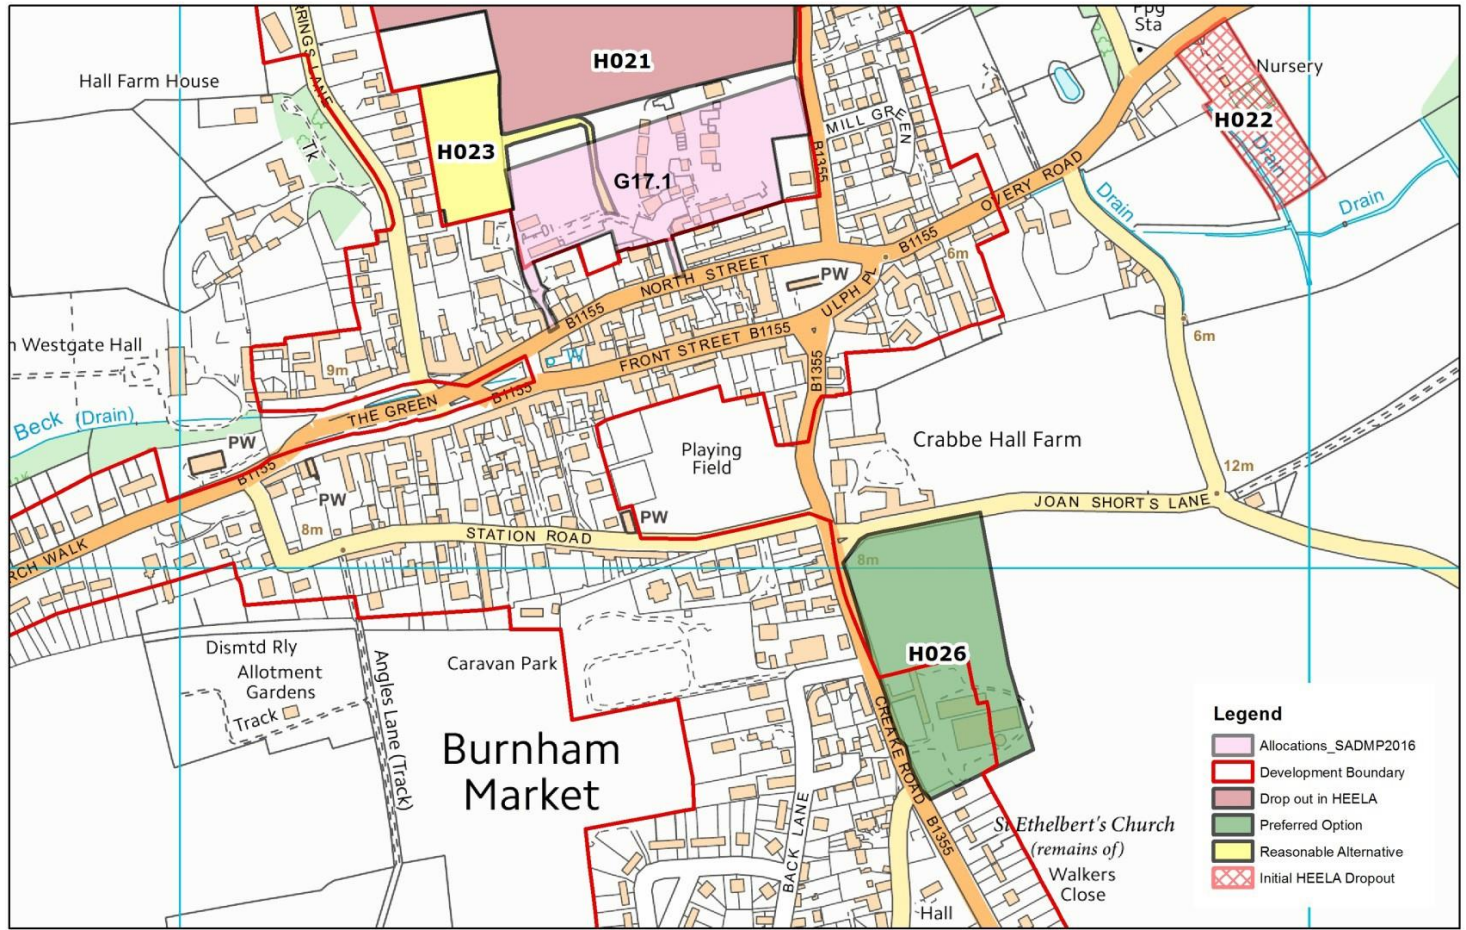 Ppg
Sta
RRINGS LANE
H021
Hall Farm House
Nursery
H022
MILL GREEN
B1355
Tk
H023
G17.1
Drain
OVERY ROAD
Drain
Drain
B1155
6m
NORTH STREET
PW
ULPH PL
B1155
6m
Westgate Hall
FRONT STREET B1155
W
9m
B1355
B1155
THE GREEN
Beck (Drain)
PW
Playing
Field
Crabbe Hall Farm
12m
B1155
PW
PW
JOAN SHORT'S LANE
8m
STATION ROAD
RCH WALK
8m
Dismtd Rly
Allotment
Gardens
Track
Angles Lane (Track)
Caravan Park
H026
CREAKE ROAD
Burnham
Market
BACK LANE
B1355
St Ethelbert's Church
(remains of)
Walkers
Close
Hall
Legend
Allocations_SADMP2016
Development Boundary
Drop out in HEELA
Preferred Option
Reasonable Alternative
Initial HEELA Dropout